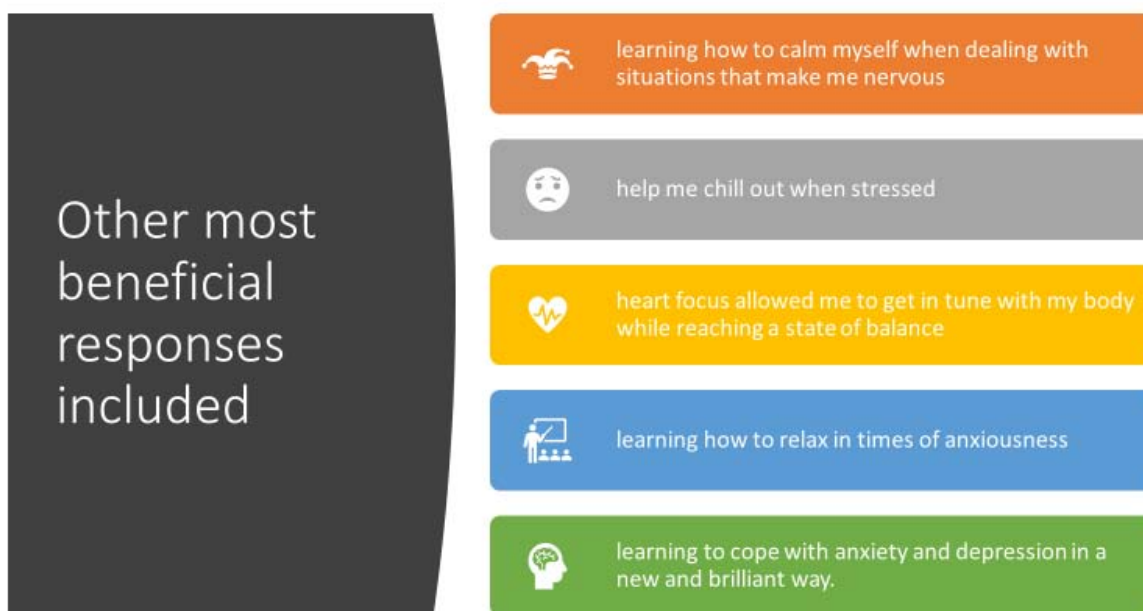 Other most
beneficial
responses
included
learning how to calm myself when dealing with
situations that make me nervous
help me chill out when stressed
heart focus allowed me to get in tune with my body
while reaching a state of balance
learning how to relax in times of anxiousness
learning to cope with anxiety and depression in a
new and brilliant way.